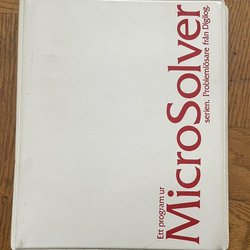 Ett program ur
MicroSolver
serien. Problemlösare från Digilog.